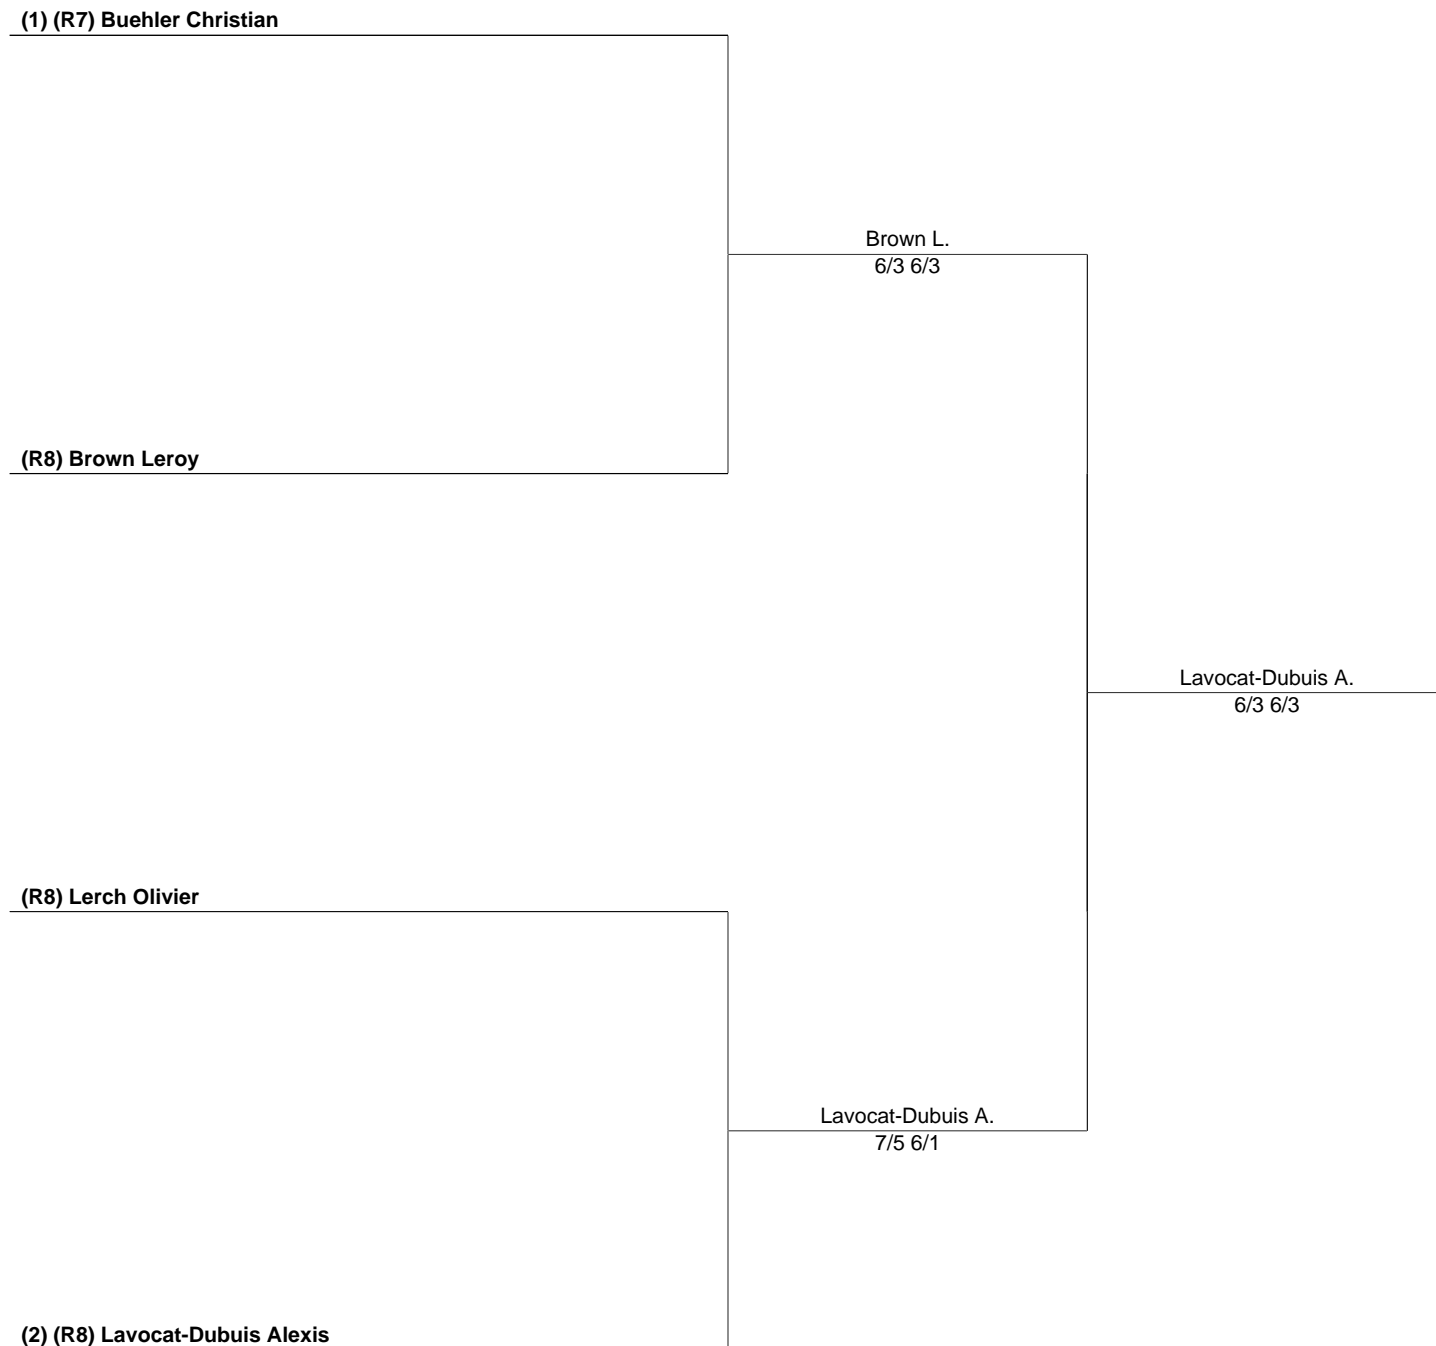 (1) (R7) Buehler Christian
Brown L.
6/3 6/3
(R8) Brown Leroy
Lavocat-Dubuis A.
6/3 6/3
(R8) Lerch Olivier
Lavocat-Dubuis A.
7/5 6/1
(2) (R8) Lavocat-Dubuis Alexis